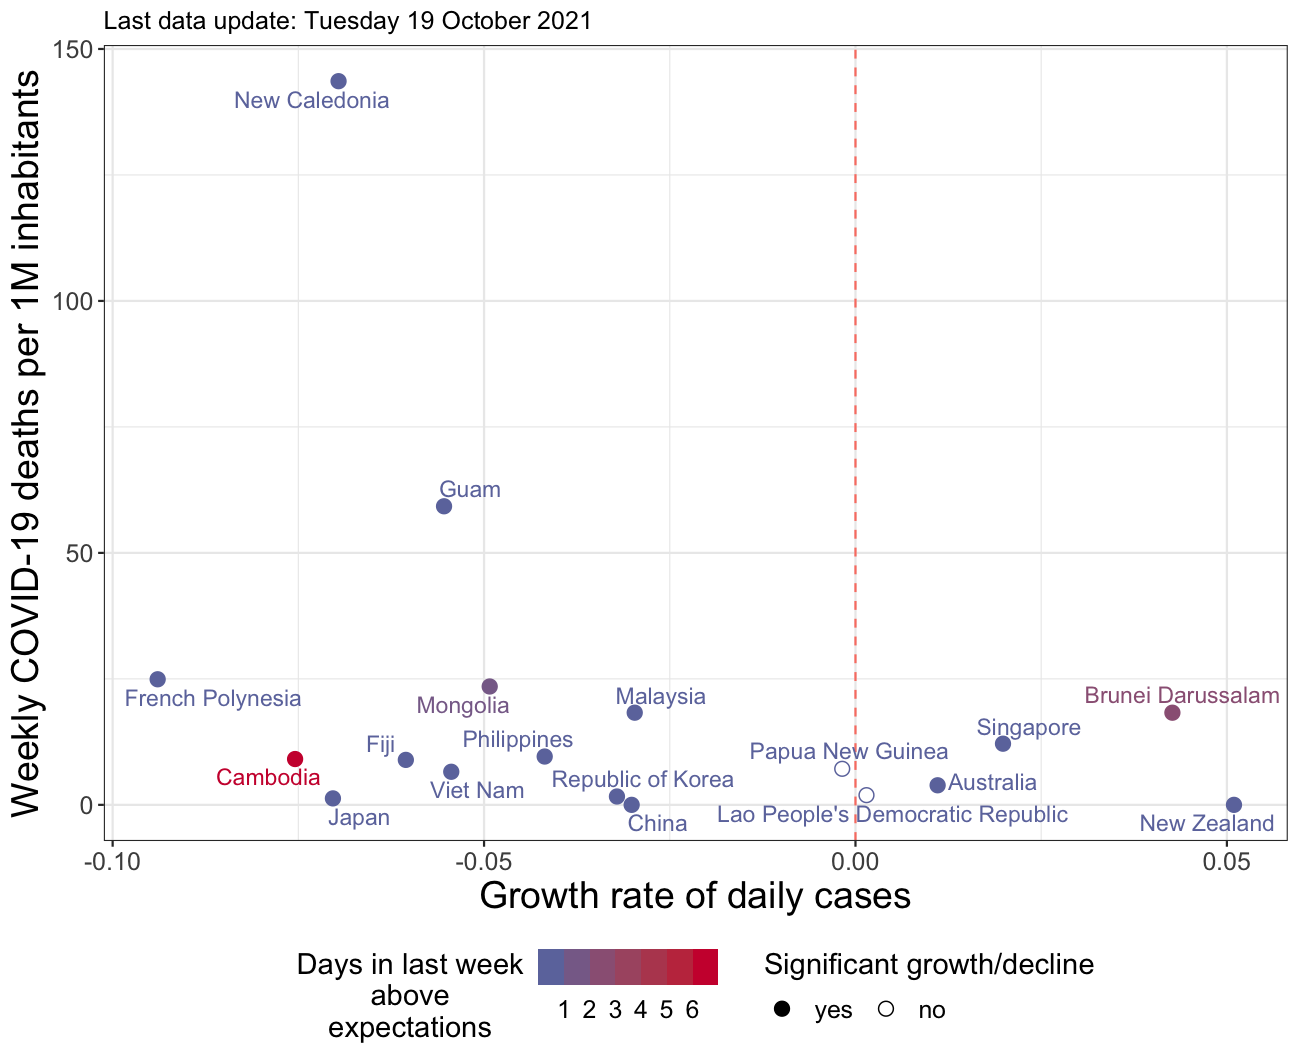 Last data update: Tuesday 19 October 2021
Weekly COVID-19 deaths per 1M inhabitants
150
100
50
0
New Caledonia
Guam
French Polynesia
Mongolia
Malaysia
Brunei Darussalam
Singapore
Fiji
Philippines
Papua New Guinea
Cambodia
Viet Nam
Republic of Korea
Australia
Japan
China
Lao People's Democratic Republic
New Zealand
-0.10
-0.05
0.00
0.05
Growth rate of daily cases
Days in last week
above
expectations
1 2 3 4 5 6
Significant growth/decline
yes no